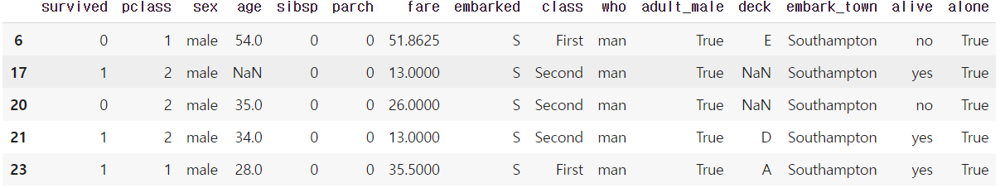 survived pclass sex age sibsp parch fare embarked class who adult_male deck embark_town alive alone
6 0 1 male 54.0 0 0 51.8625 S First man True E Southampton no True
17 1 2 male NaN 0 0 13.0000 S Second man True NaN Southampton yes True
20 0 2 male 35.0 0 0 26.0000 S Second man True NaN Southampton no True
21 1 2 male 34.0 0 0 13.0000 S Second man True D Southampton yes True
23 1 1 male 28.0 0 0 35.5000 S First man True A Southampton yes True